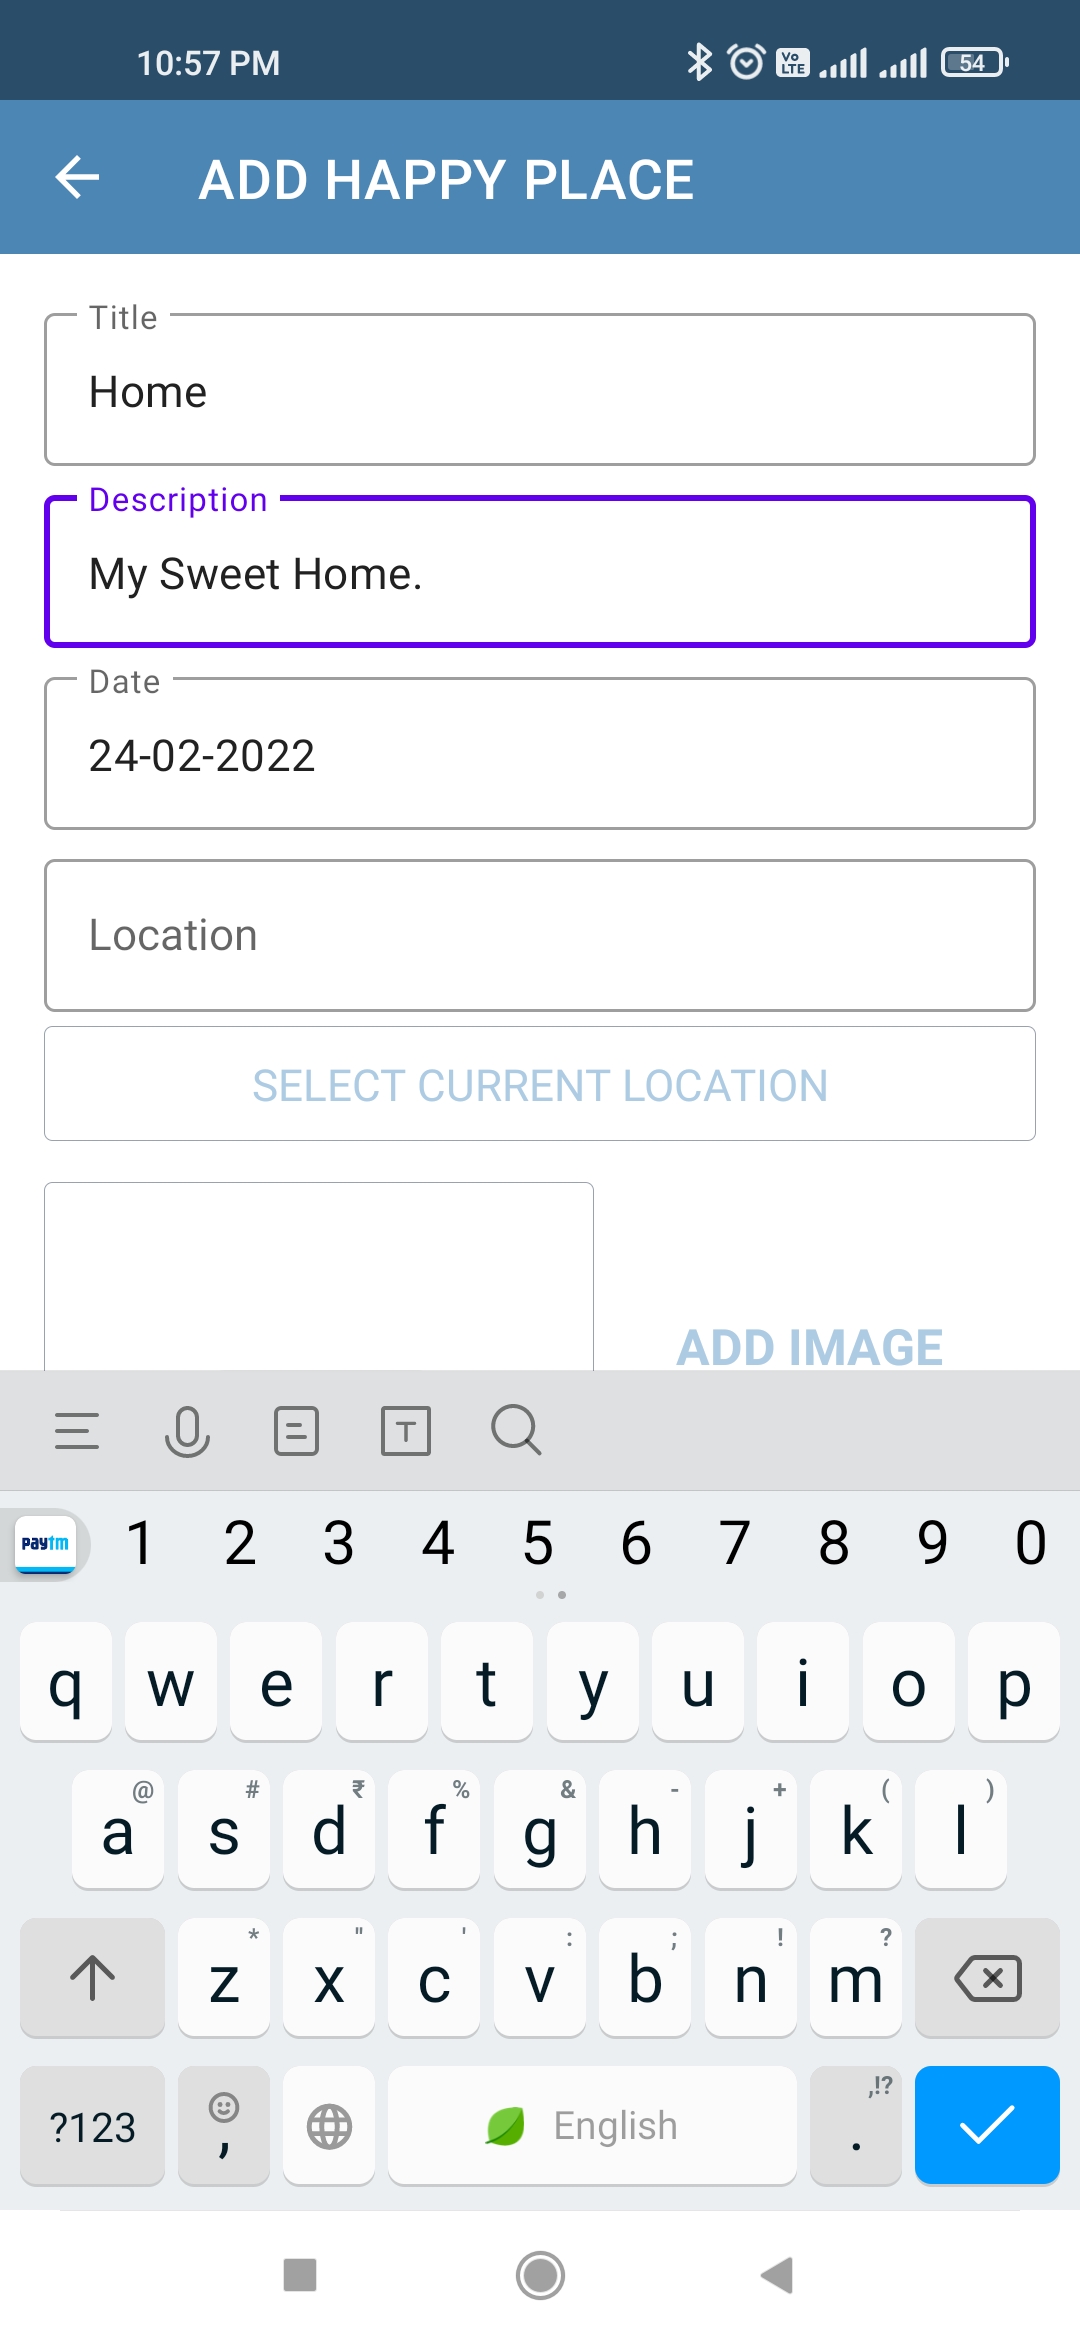 10:57 PM
Vo LTE
54
ADD HAPPY PLACE
Title
Home
Description
My Sweet Home.
Date
24-02-2022
Location
SELECT CURRENT LOCATION
ADD IMAGE
T
paytm 1 2 3 4 5 6 7 8 9 0
q w e r t y u i o p
@ # ₹ % & - + ( )
a s d f g h j k l
* " ' : ; ! ?
z x c v b n m
,!?
?123 , English .